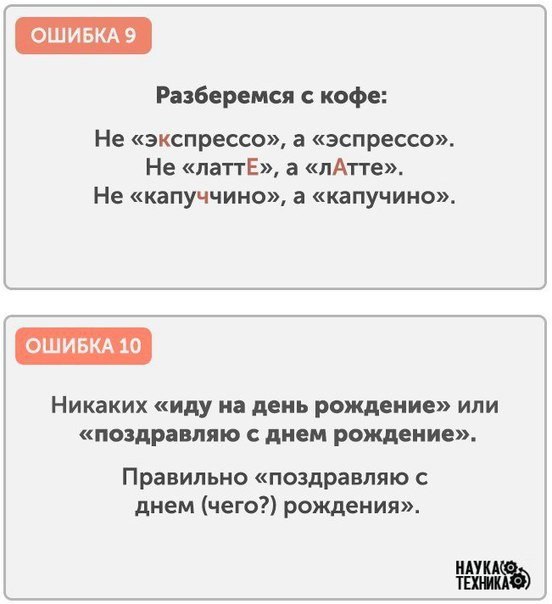 ОШИБКА 9
Разберемся с кофе:
Не «экспрессо», а «эспрессо».
Не «латтЕ», а «лАтте».
Не «капуччино», а «капучино».
ОШИБКА 10
Никаких «иду на день рождение» или
«поздравляю с днем рождение».
Правильно «поздравляю с
днем (чего?) рождения».
НАУКА
ТЕХНИКА